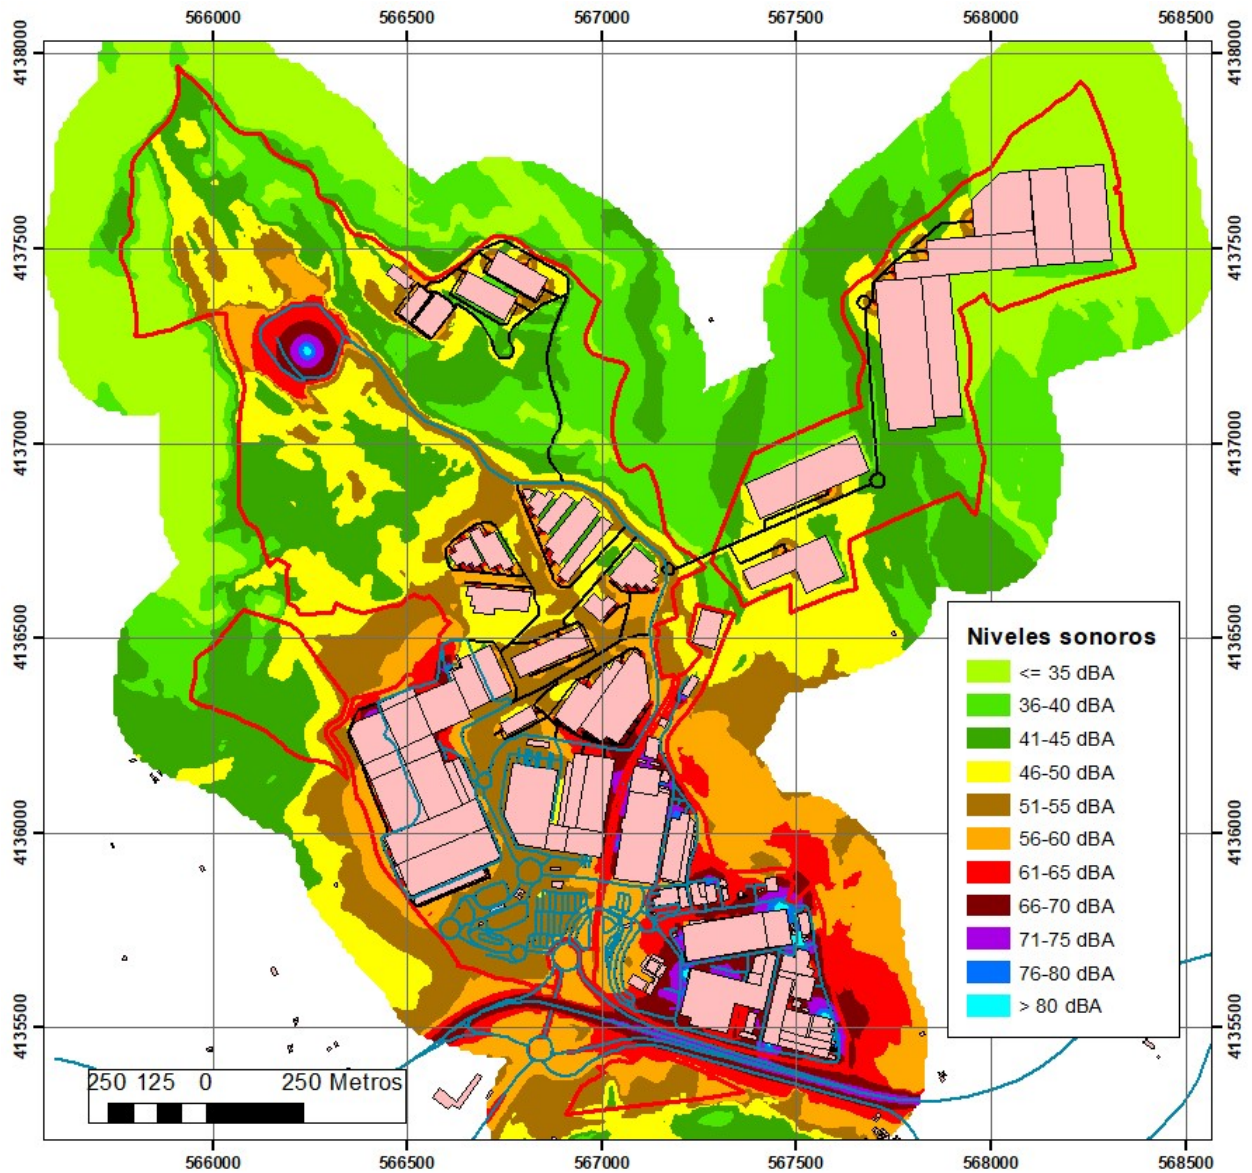 566000 566500 567000 567500 568000 568500
4138000 4138000
4137500 4137500
4137000 4137000
4136500 4136500
Niveles sonoros
<= 35 dBA
36-40 dBA
41-45 dBA
46-50 dBA
51-55 dBA
56-60 dBA
61-65 dBA
66-70 dBA
71-75 dBA
76-80 dBA
> 80 dBA
4136000 4136000
4135500 4135500
250 125 0 250 Metros
566000 566500 567000 567500 568000 568500